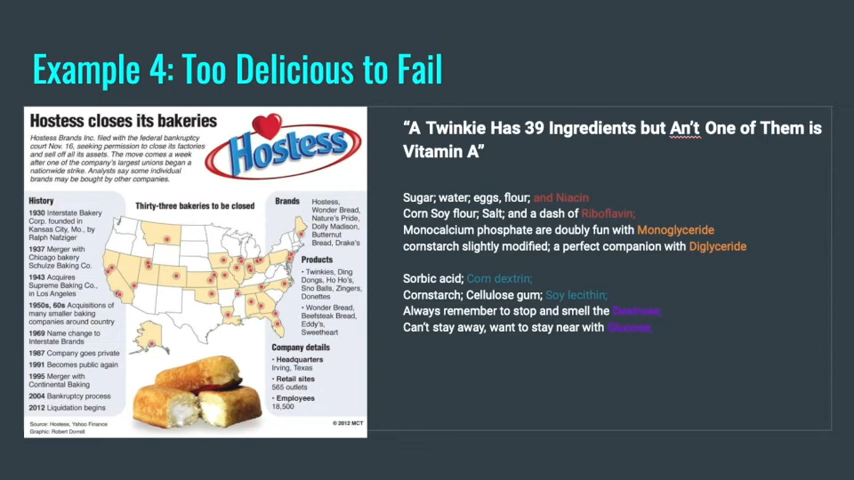 Example 4: Too Delicious to Fail
Hostess closes its bakeries
Hostess Brands Inc. filed with the federal bankruptcy
court Nov. 16, seeking permission to close its factories
and sell off all its assets. The move comes a week
after one of the company's largest unions began a
nationwide strike. Analysts say some individual
brands may be bought by other companies.
Hostess
History
1930 Interstate Bakery
Corp. founded in
Kansas City, Mo., by
Ralph Nafziger
1937 Merger with
Chicago bakery
Schulze Baking Co.
1943 Acquires
Supreme Baking Co.,
in Los Angeles
1950s, 60s Acquisitions of
many smaller baking
companies around country
1969 Name change to
Interstate Brands
1987 Company goes private
1991 Becomes public again
1995 Merger with
Continental Baking
2004 Bankruptcy process
2012 Liquidation begins
Thirty-three bakeries to be closed
Brands
Hostess,
Wonder Bread,
Nature's Pride,
Dolly Madison,
Butternut
Bread, Drake's
Products
• Twinkies, Ding
Dongs, Ho Ho's,
Sno Balls, Zingers,
Donettes
• Wonder Bread,
Beefsteak Bread,
Eddy's,
Sweetheart
Company details
• Headquarters
Irving, Texas
• Retail sites
565 outlets
• Employees
18,500
Source: Hostess, Yahoo Finance
Graphic: Robert Dorrell
© 2012 MCT
“A Twinkie Has 39 Ingredients but An’t One of Them is
Vitamin A”
Sugar; water; eggs, flour; and Niacin
Corn Soy flour; Salt; and a dash of Riboflavin;
Monocalcium phosphate are doubly fun with Monoglyceride
cornstarch slightly modified; a perfect companion with Diglyceride
Sorbic acid; Corn dextrin;
Cornstarch; Cellulose gum; Soy lecithin;
Always remember to stop and smell the Dextrose;
Can’t stay away, want to stay near with Glucose;